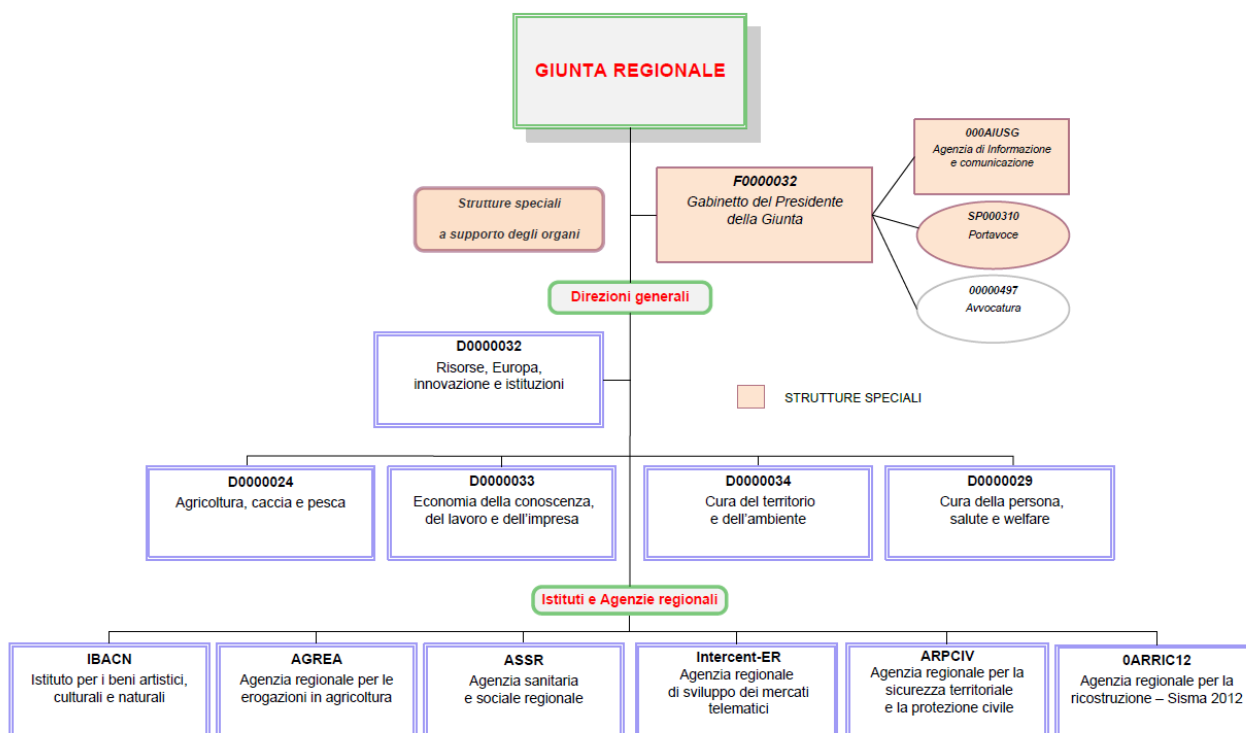 GIUNTA REGIONALE
000AIUSG
Agenzia di Informazione
e comunicazione
F0000032
Gabinetto del Presidente
della Giunta
Strutture speciali
a supporto degli organi
SP000310
Portavoce
00000497
Avvocatura
Direzioni generali
D0000032
Risorse, Europa,
innovazione e istituzioni
STRUTTURE SPECIALI
D0000024
Agricoltura, caccia e pesca
D0000033
Economia della conoscenza,
del lavoro e dell'impresa
D0000034
Cura del territorio
e dell'ambiente
D0000029
Cura della persona,
salute e welfare
Istituti e Agenzie regionali
IBACN
Istituto per i beni artistici,
culturali e naturali
AGREA
Agenzia regionale per le
erogazioni in agricoltura
ASSR
Agenzia sanitaria
e sociale regionale
Intercent-ER
Agenzia regionale
di sviluppo dei mercati
telematici
ARPCIV
Agenzia regionale per la
sicurezza territoriale
e la protezione civile
0ARRIC12
Agenzia regionale per la
ricostruzione – Sisma 2012